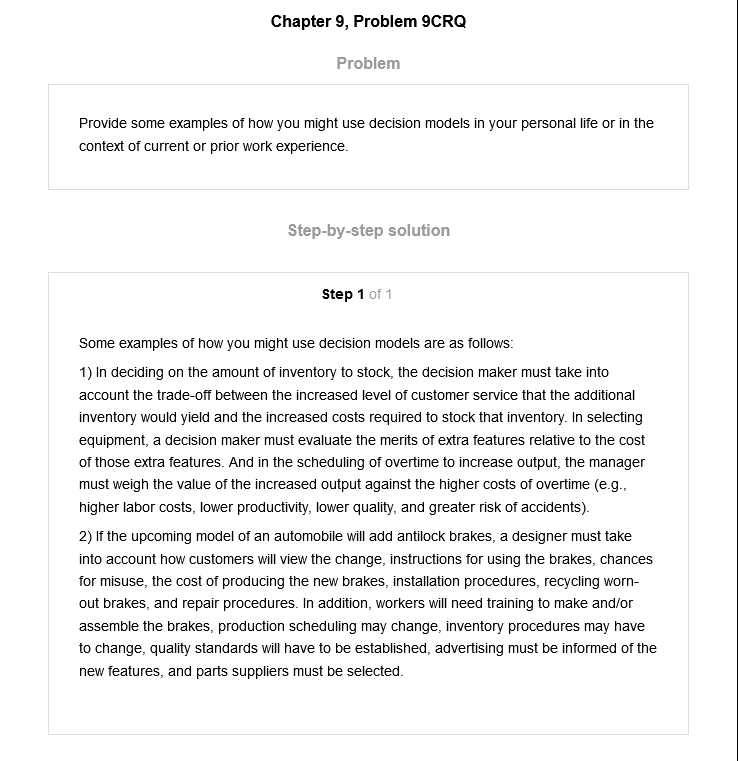 Chapter 9, Problem 9CRQ
Problem
Provide some examples of how you might use decision models in your personal life or in the
context of current or prior work experience.
Step-by-step solution
Step 1 of 1
Some examples of how you might use decision models are as follows:
1) In deciding on the amount of inventory to stock, the decision maker must take into
account the trade-off between the increased level of customer service that the additional
inventory would yield and the increased costs required to stock that inventory. In selecting
equipment, a decision maker must evaluate the merits of extra features relative to the cost
of those extra features. And in the scheduling of overtime to increase output, the manager
must weigh the value of the increased output against the higher costs of overtime (e.g.,
higher labor costs, lower productivity, lower quality, and greater risk of accidents).
2) If the upcoming model of an automobile will add antilock brakes, a designer must take
into account how customers will view the change, instructions for using the brakes, chances
for misuse, the cost of producing the new brakes, installation procedures, recycling worn-
out brakes, and repair procedures. In addition, workers will need training to make and/or
assemble the brakes, production scheduling may change, inventory procedures may have
to change, quality standards will have to be established, advertising must be informed of the
new features, and parts suppliers must be selected.